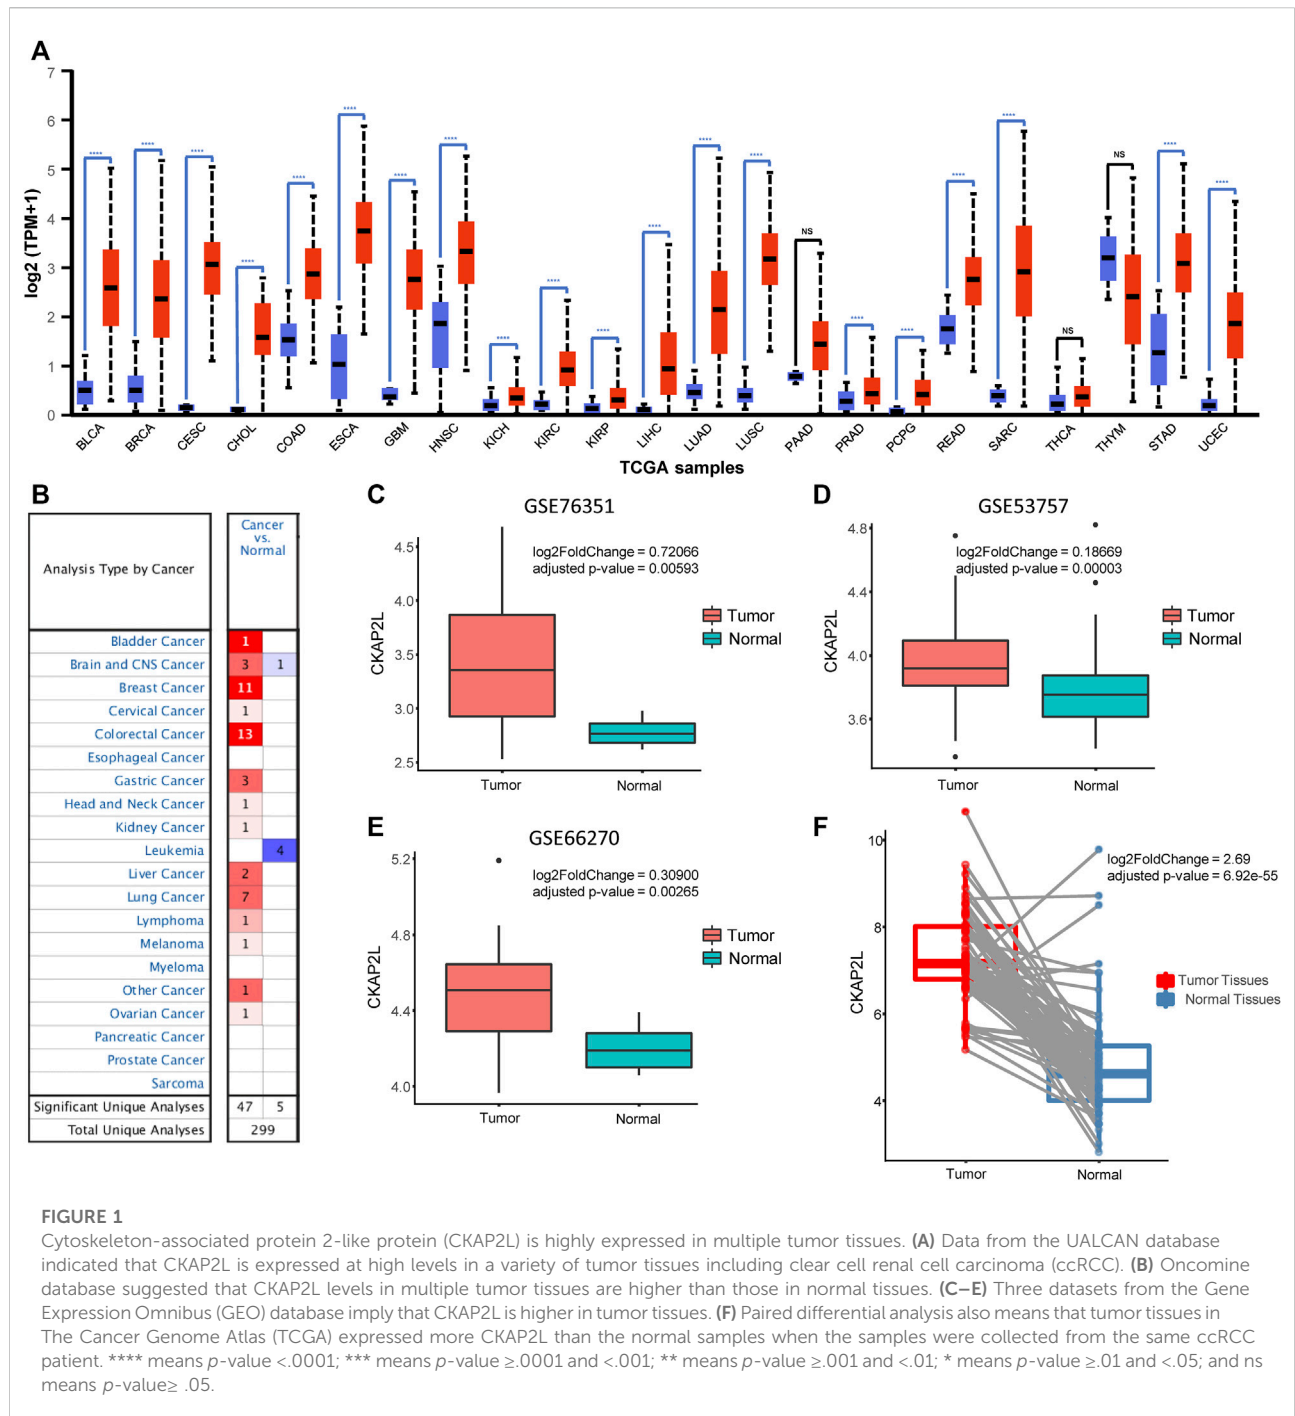 A
7
6
5
4
3
2
1
0
log2 (TPM+1)
**** **** **** **** **** **** **** **** **** **** **** **** **** **** NS **** **** **** **** NS NS **** ****
BLCA BRCA CESC CHOL COAD ESCA GBM HNSC KICH KIRC KIRP LIHC LUAD LUSC PAAD PRAD PCPG READ SARC THCA THYM STAD UCEC
TCGA samples
B
Analysis Type by Cancer
Cancer
vs.
Normal
Bladder Cancer 1
Brain and CNS Cancer 3 1
Breast Cancer 11
Cervical Cancer 1
Colorectal Cancer 13
Esophageal Cancer
Gastric Cancer 3
Head and Neck Cancer 1
Kidney Cancer 1
Leukemia 4
Liver Cancer 2
Lung Cancer 7
Lymphoma 1
Melanoma 1
Myeloma
Other Cancer 1
Ovarian Cancer 1
Pancreatic Cancer
Prostate Cancer
Sarcoma
Significant Unique Analyses 47 5
Total Unique Analyses 299
C
GSE76351
log2FoldChange = 0.72066
adjusted p-value = 0.00593
4.5
4.0
3.5
3.0
2.5
CKAP2L
Tumor
Normal
Tumor Normal
D
GSE53757
log2FoldChange = 0.18669
adjusted p-value = 0.00003
4.8
4.4
4.0
3.6
CKAP2L
Tumor
Normal
Tumor Normal
E
GSE66270
log2FoldChange = 0.30900
adjusted p-value = 0.00265
5.2
4.8
4.4
4.0
CKAP2L
Tumor
Normal
Tumor Normal
F
log2FoldChange = 2.69
adjusted p-value = 6.92e-55
10
8
6
4
CKAP2L
Tumor Tissues
Normal Tissues
Tumor Normal
FIGURE 1
Cytoskeleton-associated protein 2-like protein (CKAP2L) is highly expressed in multiple tumor tissues. (A) Data from the UALCAN database
indicated that CKAP2L is expressed at high levels in a variety of tumor tissues including clear cell renal cell carcinoma (ccRCC). (B) Oncomine
database suggested that CKAP2L levels in multiple tumor tissues are higher than those in normal tissues. (C–E) Three datasets from the Gene
Expression Omnibus (GEO) database imply that CKAP2L is higher in tumor tissues. (F) Paired differential analysis also means that tumor tissues in
The Cancer Genome Atlas (TCGA) expressed more CKAP2L than the normal samples when the samples were collected from the same ccRCC
patient. **** means p-value <.0001; *** means p-value ≥.0001 and <.001; ** means p-value ≥.001 and <.01; * means p-value ≥.01 and <.05; and ns
means p-value≥ .05.